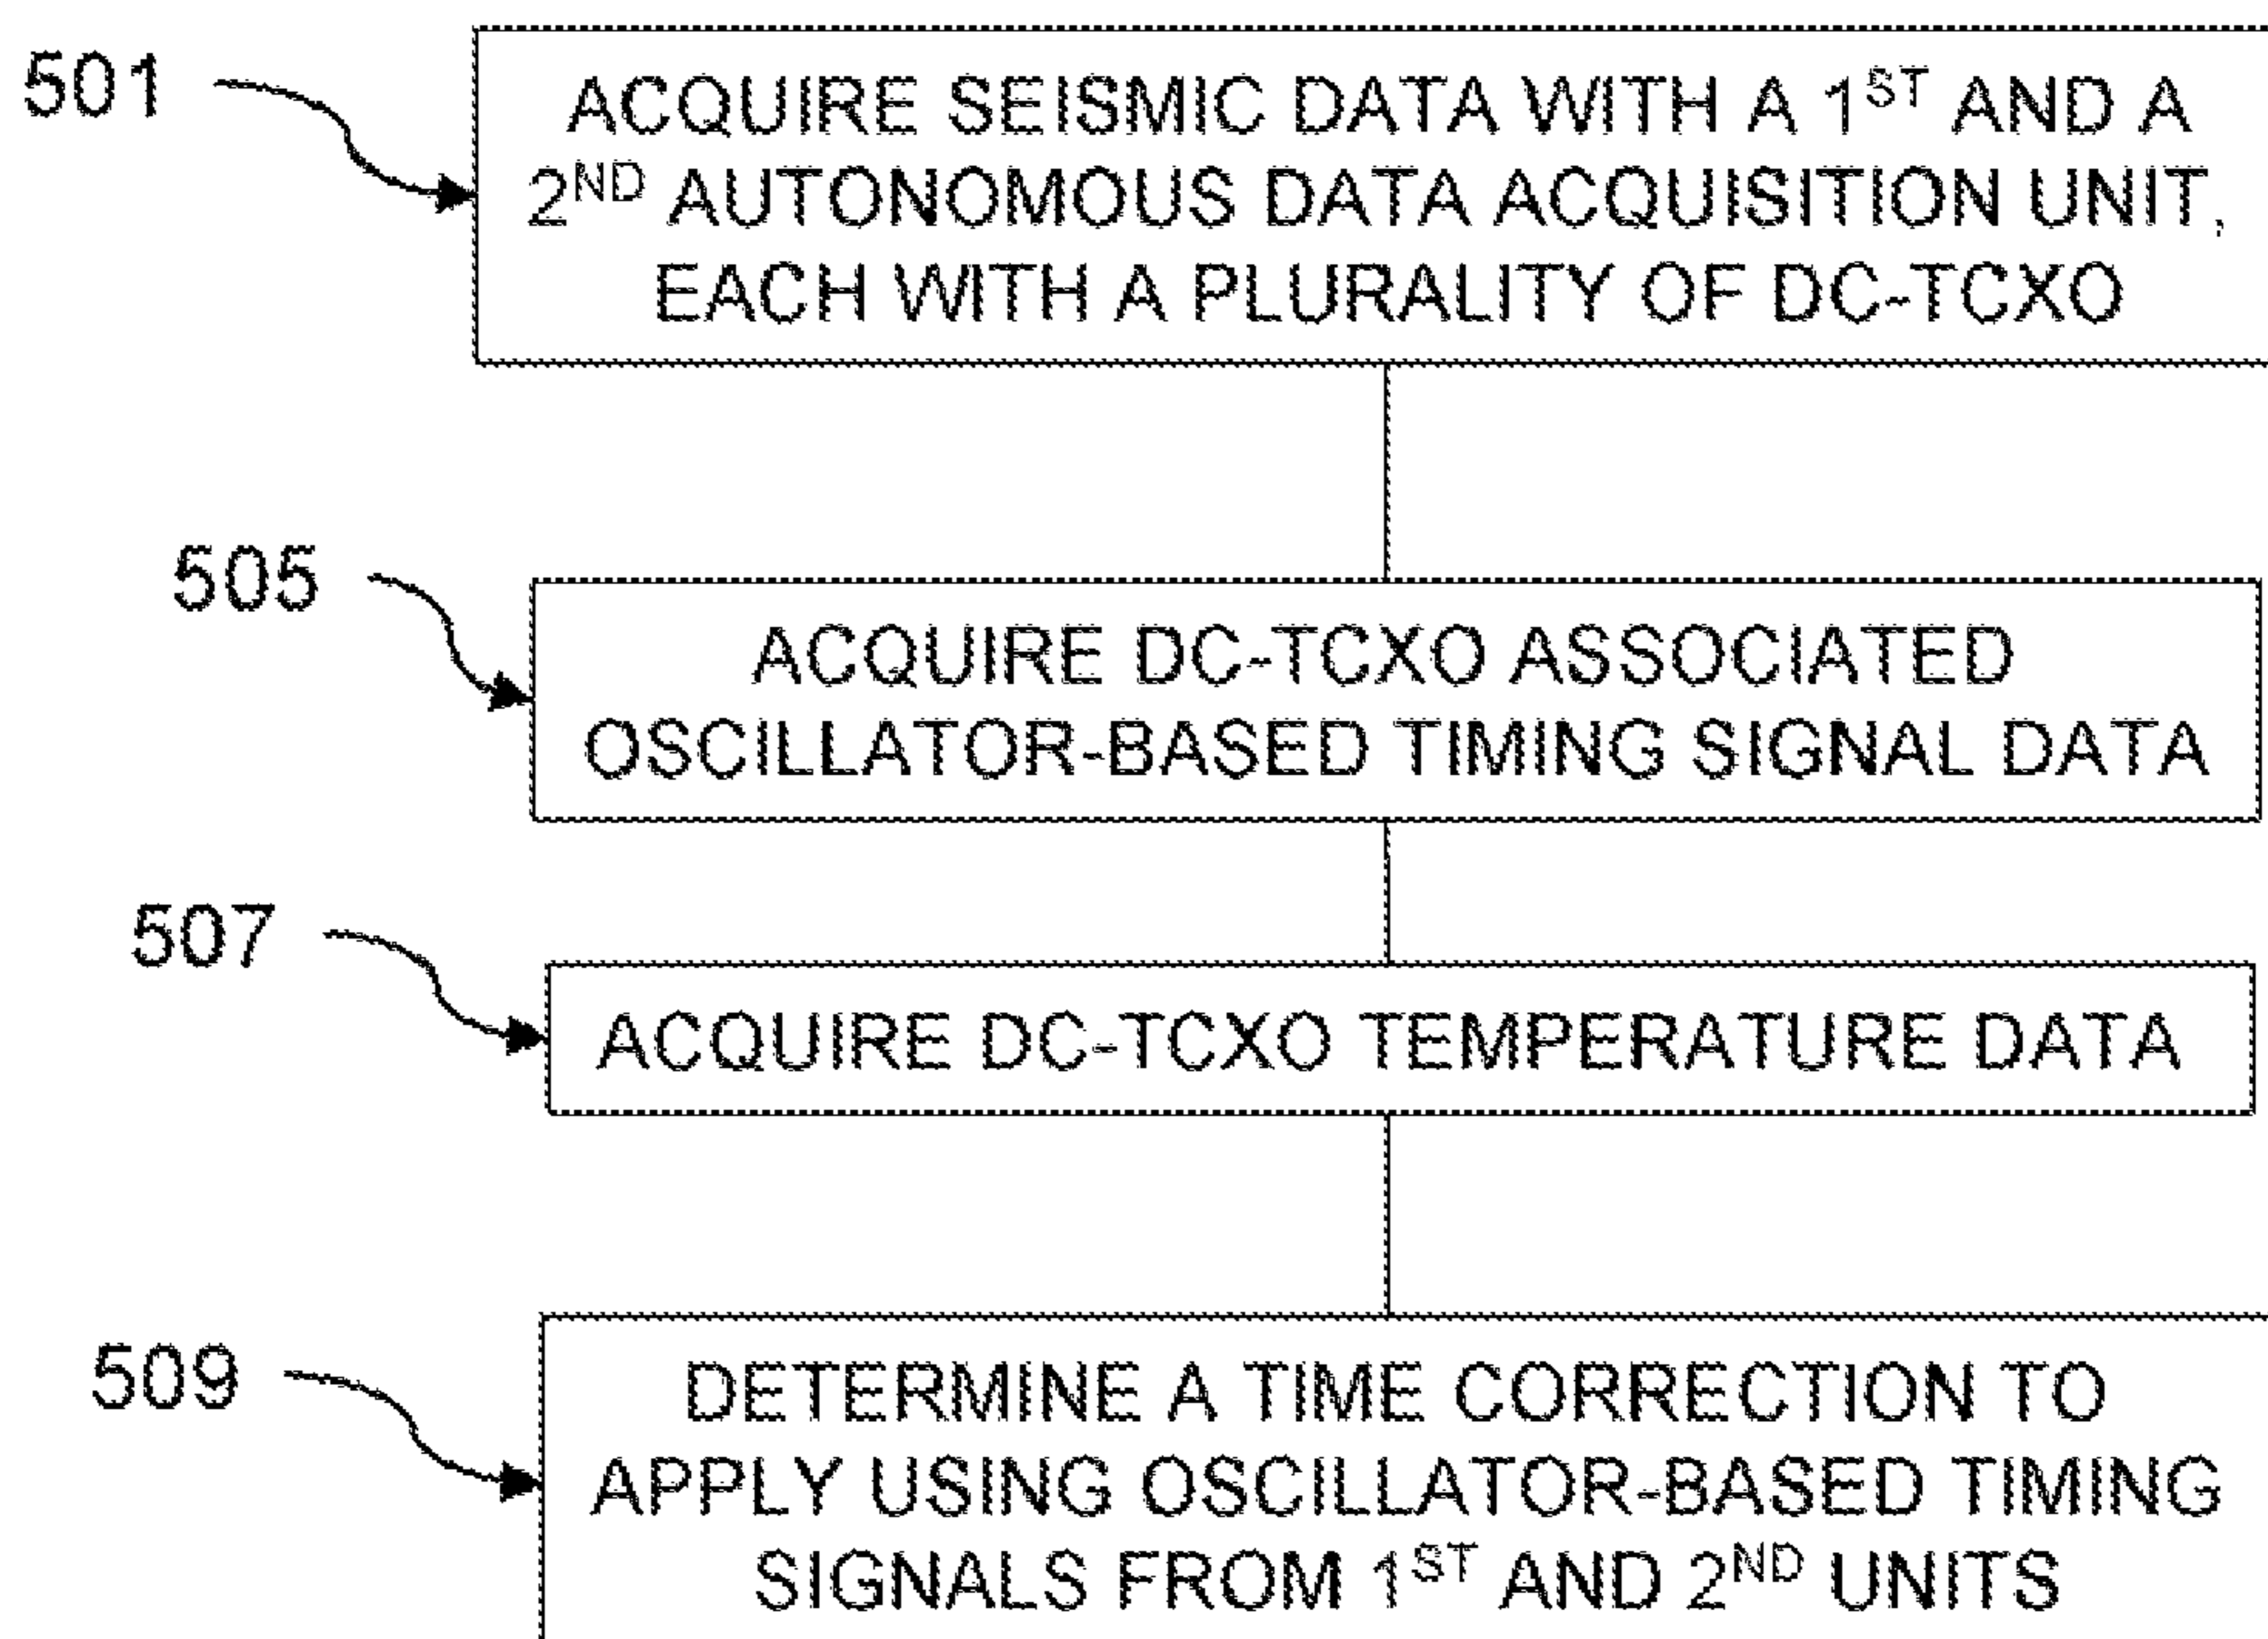 501
ACQUIRE SEISMIC DATA WITH A 1ST AND A
2ND AUTONOMOUS DATA ACQUISITION UNIT,
EACH WITH A PLURALITY OF DC-TCXO
505
ACQUIRE DC-TCXO ASSOCIATED
OSCILLATOR-BASED TIMING SIGNAL DATA
507
ACQUIRE DC-TCXO TEMPERATURE DATA
509
DETERMINE A TIME CORRECTION TO
APPLY USING OSCILLATOR-BASED TIMING
SIGNALS FROM 1ST AND 2ND UNITS